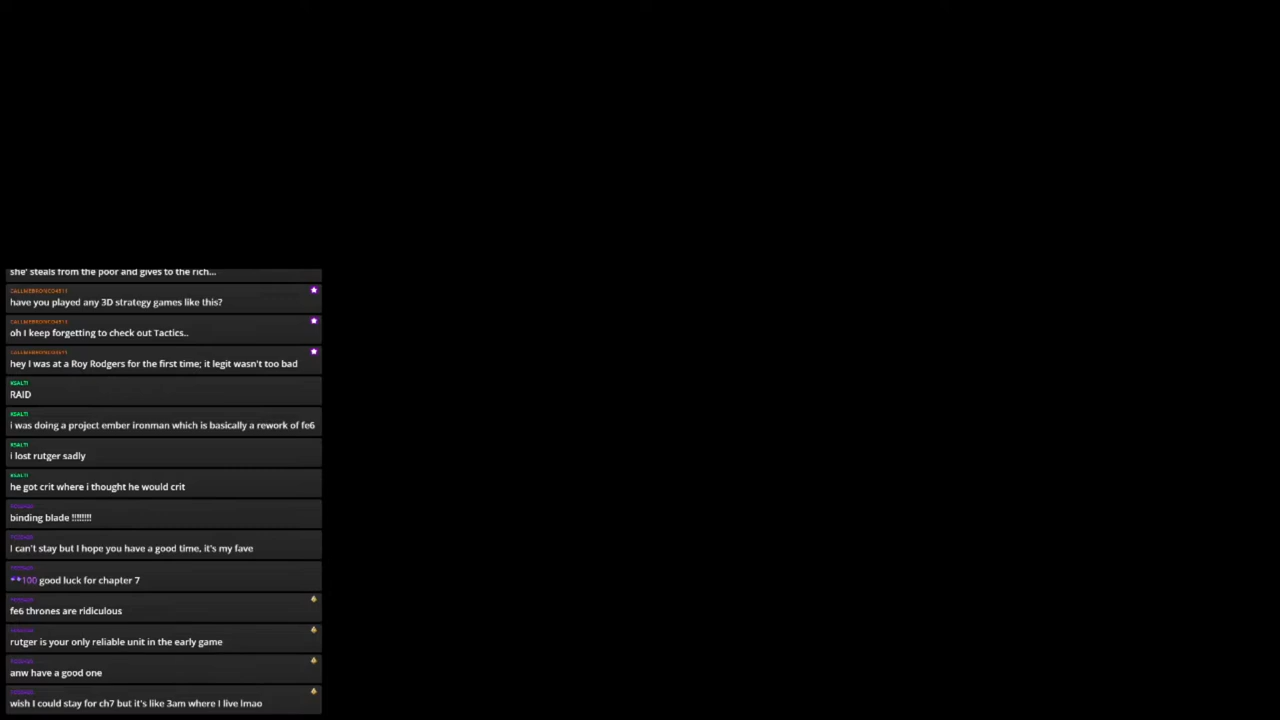 she' steals from the poor and gives to the rich...
have you played any 3D strategy games like this?
oh I keep forgetting to check out Tactics..
hey I was at a Roy Rodgers for the first time; it legit wasn't too bad
RAID
i was doing a project ember ironman which is basically a rework of fe6
i lost rutger sadly
he got crit where i thought he would crit
binding blade !!!!!!!!
I can't stay but I hope you have a good time, it's my fave
100 good luck for chapter 7
fe6 thrones are ridiculous
rutger is your only reliable unit in the early game
anw have a good one
wish I could stay for ch7 but it's like 3am where I live lmao